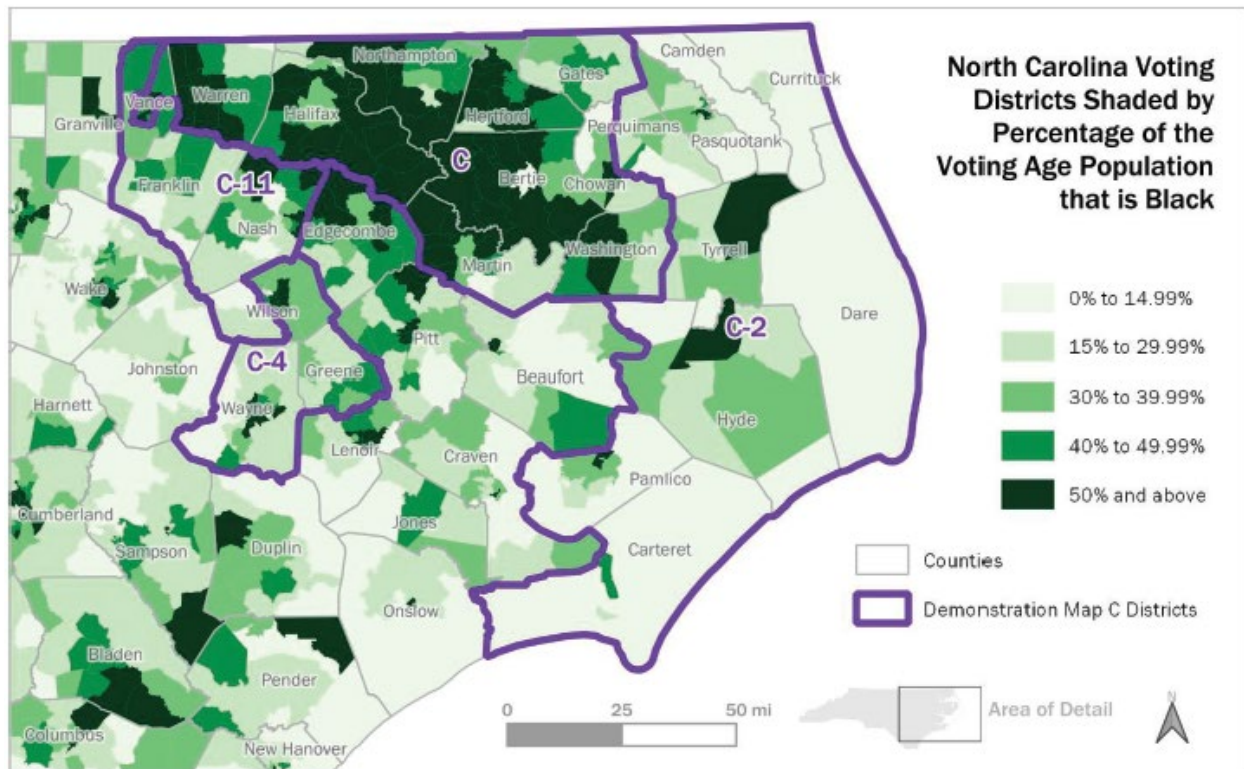 North Carolina Voting
Districts Shaded by
Percentage of the
Voting Age Population
that is Black
0% to 14.99%
15% to 29.99%
30% to 39.99%
40% to 49.99%
50% and above
Counties
Demonstration Map C Districts
Area of Detail
N
0 25 50 mi
Camden
Currituck
Northampton
Gates
Vance
Warren
Halifax
Hertford
Granville
Perquimans
Pasquotank
C
Bertie
Chowan
Franklin
C-11
Nash
Edgecombe
Washington
Tyrrell
Martin
Wake
Wilson
Dare
Pitt
C-2
C-4
Johnston
Greene
Beaufort
Harnett
Wayne
Hyde
Lenoir
Craven
Pamlico
Cumberland
Jones
Sampson
Duplin
Carteret
Onslow
Bladen
Pender
Columbus
New Hanover